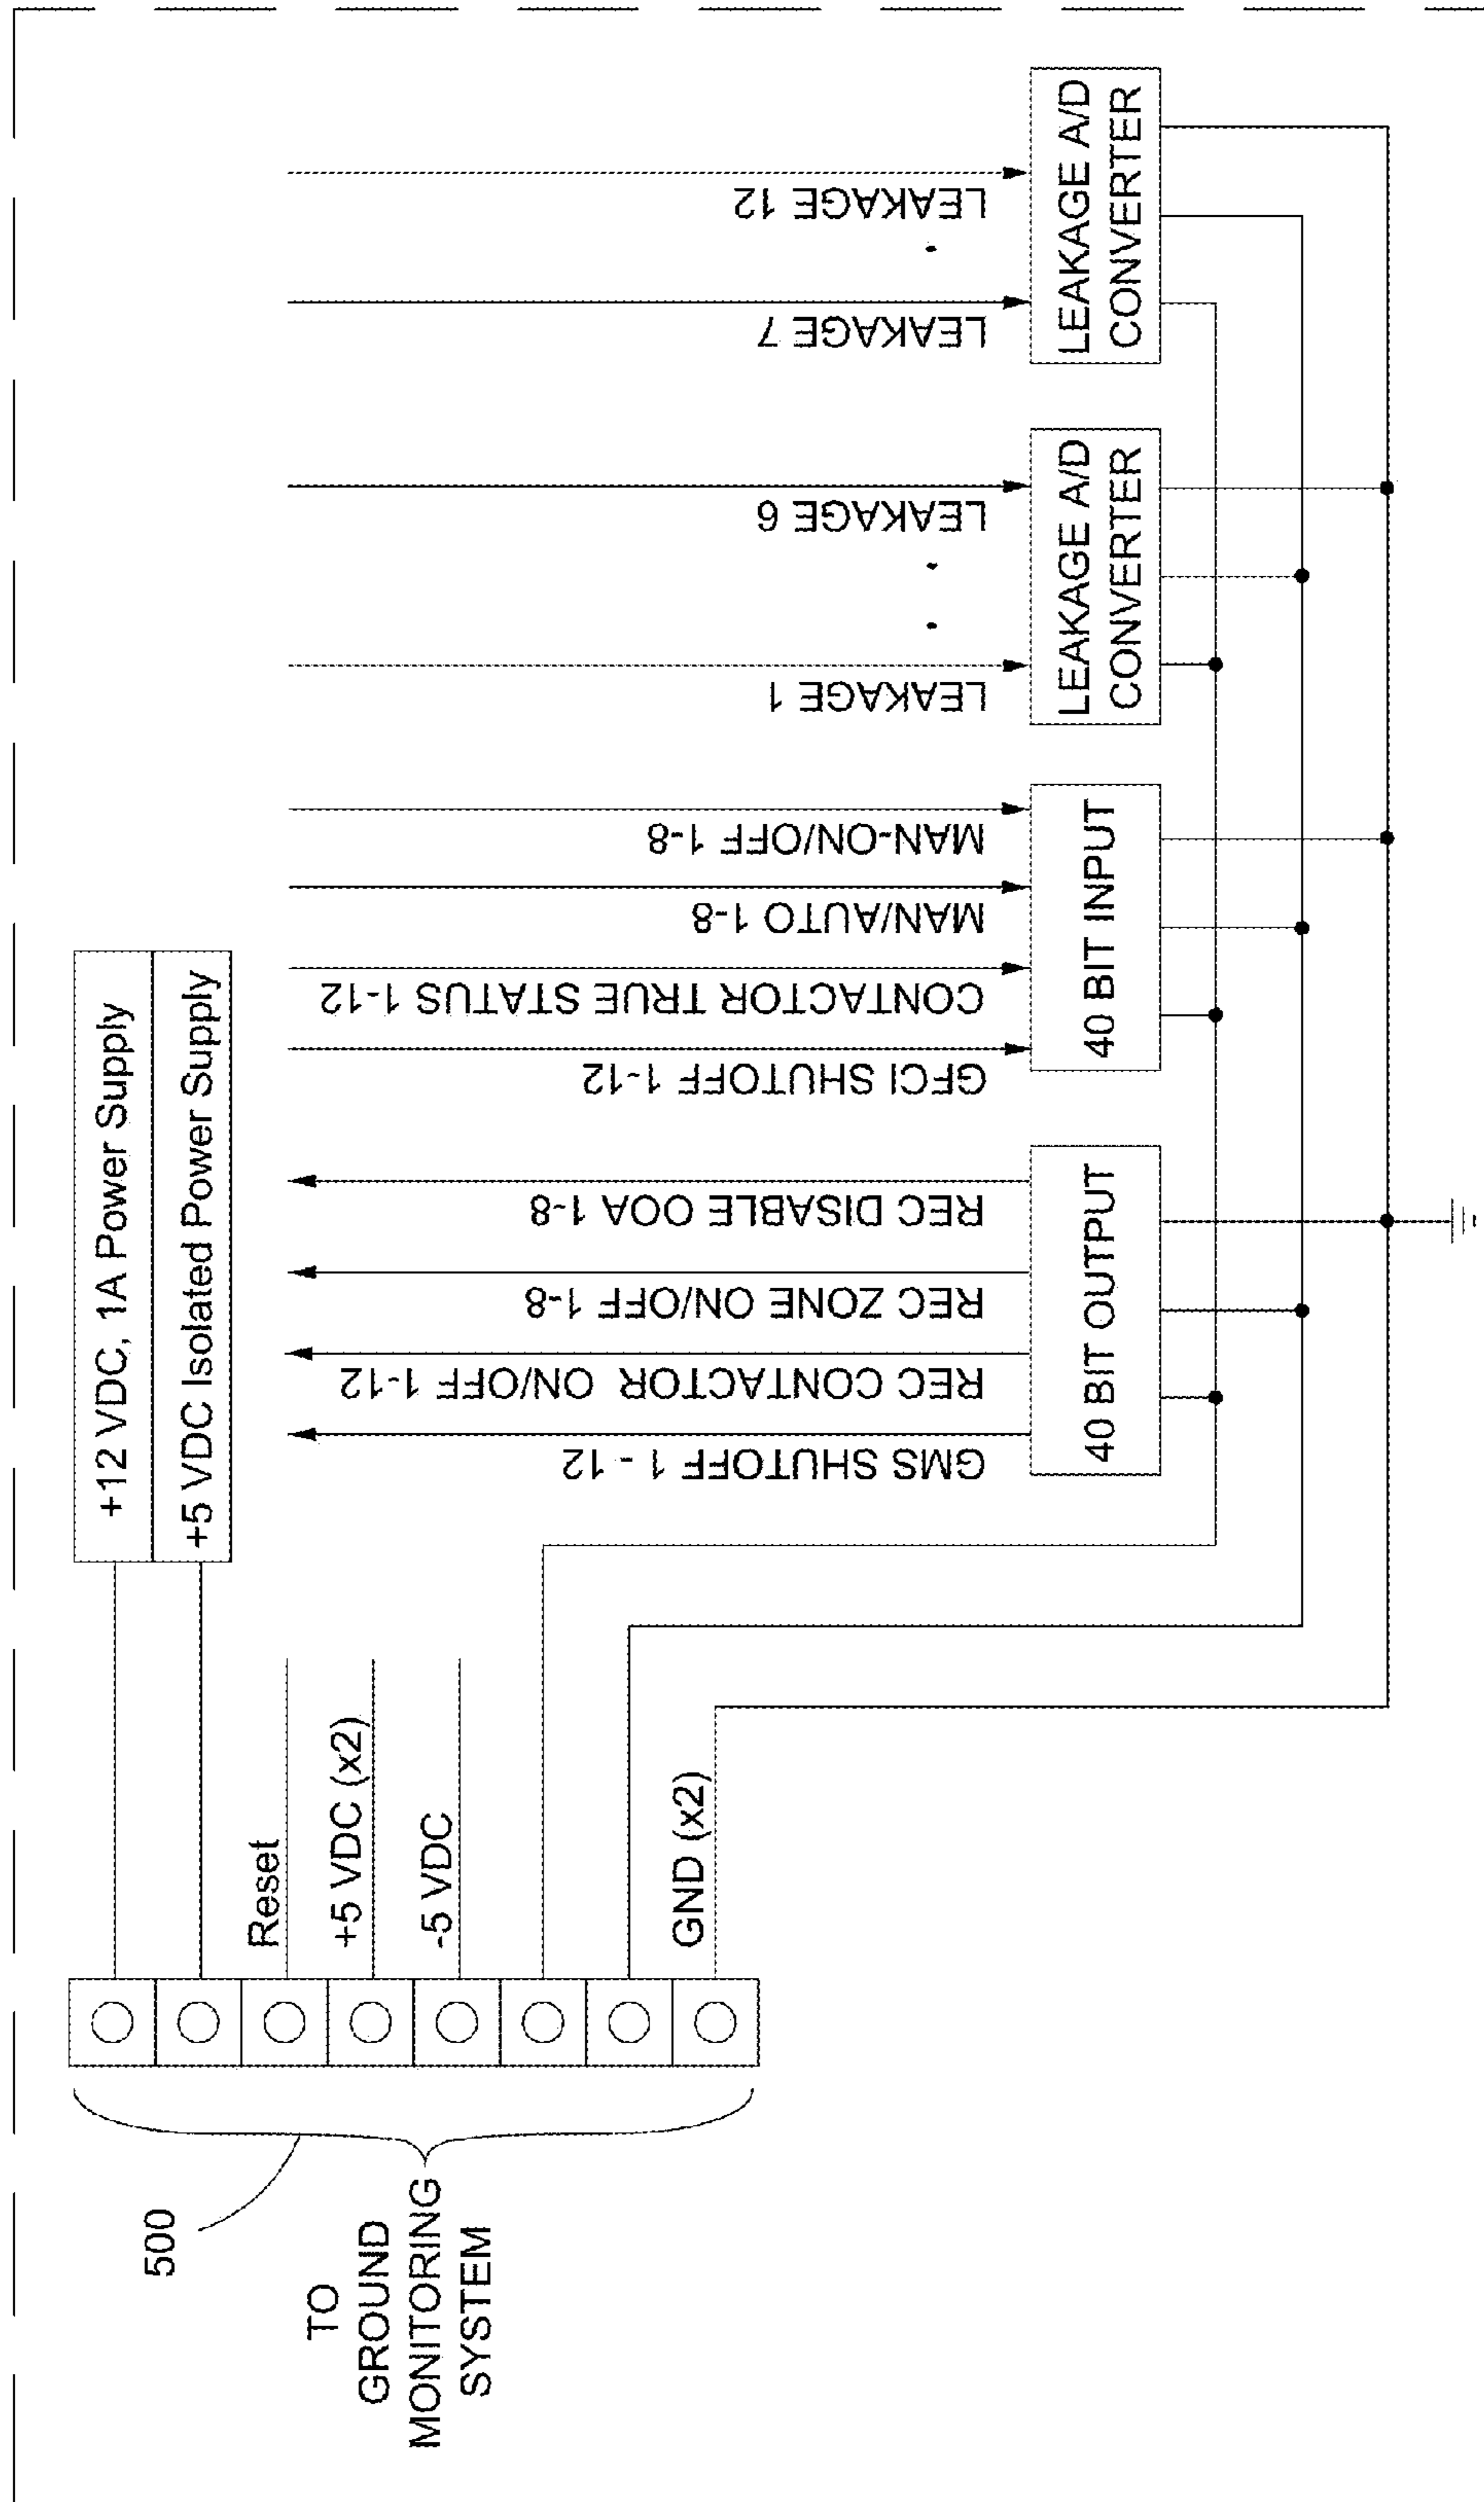 +12 VDC, 1A Power Supply
+5 VDC Isolated Power Supply
Reset
+5 VDC (x2)
-5 VDC
GND (x2)
500
TO
GROUND
MONITORING
SYSTEM
GMS SHUTOFF 1 - 12
REC CONTACTOR ON/OFF 1-12
REC ZONE ON/OFF 1-8
REC DISABLE OOA 1-8
GFCI SHUTOFF 1-12
CONTACTOR TRUE STATUS 1-12
MAN/AUTO 1-8
MAN-ON/OFF 1-8
LEAKAGE 1
LEAKAGE 6
LEAKAGE 7
LEAKAGE 12
40 BIT OUTPUT
40 BIT INPUT
LEAKAGE A/D
CONVERTER
LEAKAGE A/D
CONVERTER